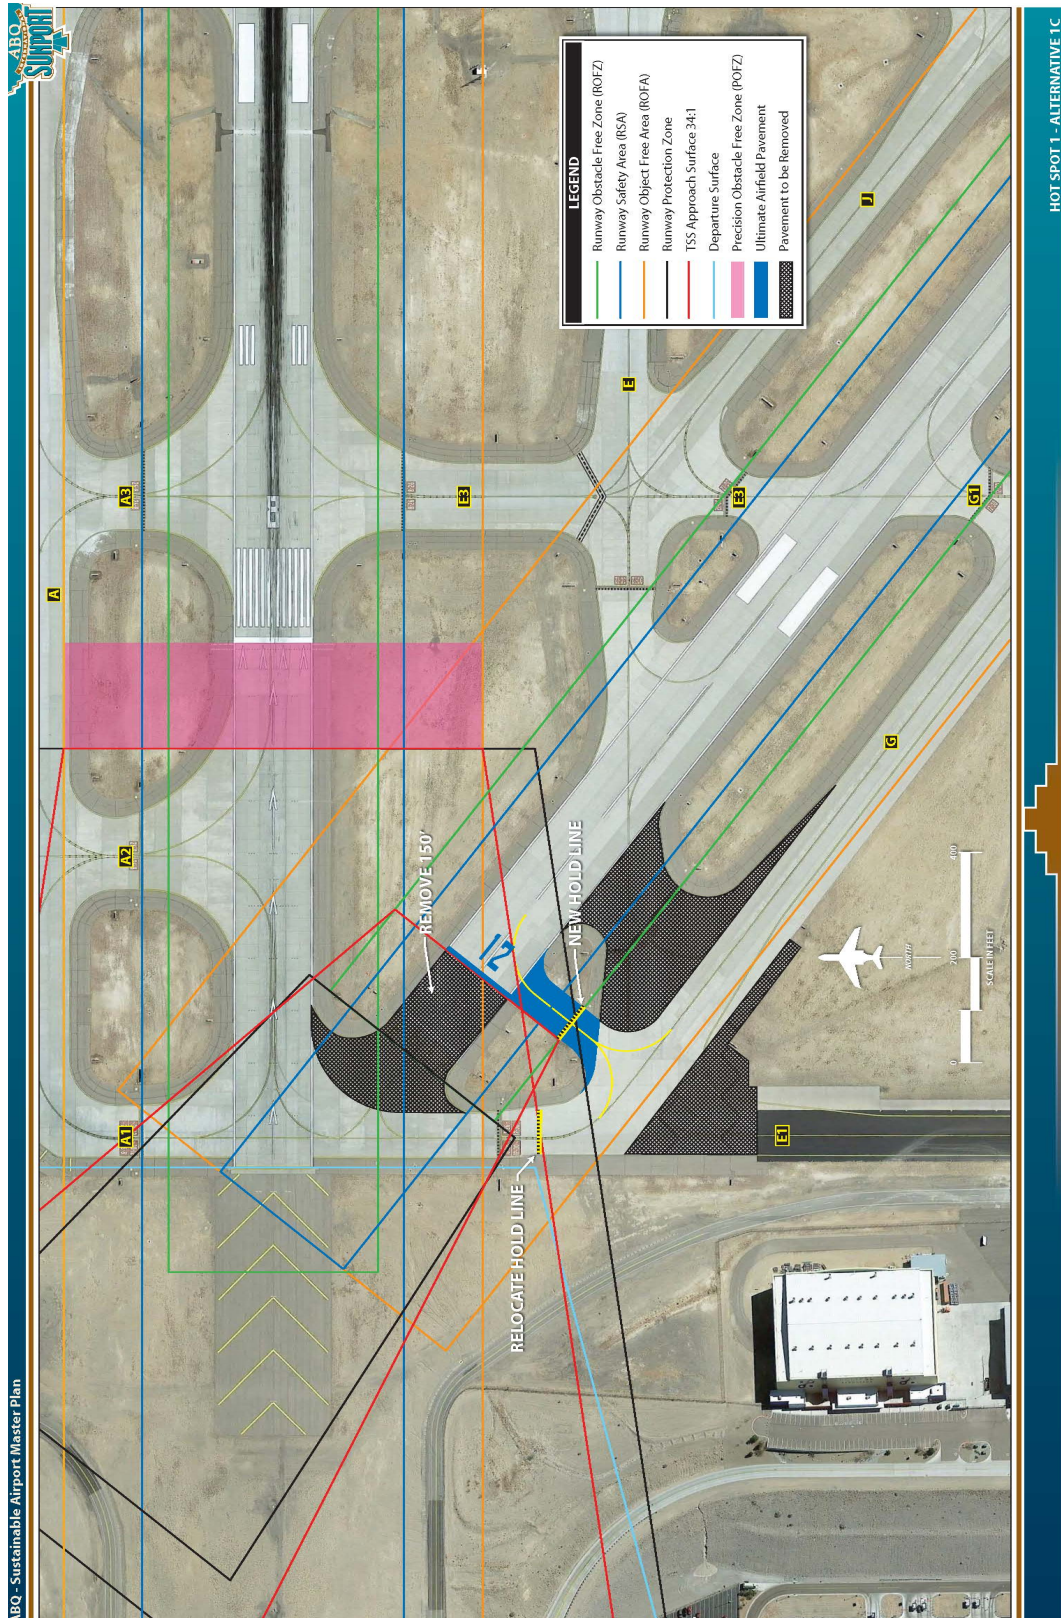 ABQ - Sustainable Airport Master Plan
ABQ
INTERNATIONAL
SUNPORT
A
A1
A2
A3
E3
E
J
E3
G1
G
E1
REMOVE 150'
12
NEW HOLD LINE
RELOCATE HOLD LINE
LEGEND
Runway Obstacle Free Zone (ROFZ)
Runway Safety Area (RSA)
Runway Object Free Area (ROFA)
Runway Protection Zone
TSS Approach Surface 34:1
Departure Surface
Precision Obstacle Free Zone (POFZ)
Ultimate Airfield Pavement
Pavement to be Removed
NORTH
0 200 400
SCALE IN FEET
HOT SPOT 1 - ALTERNATIVE 1C